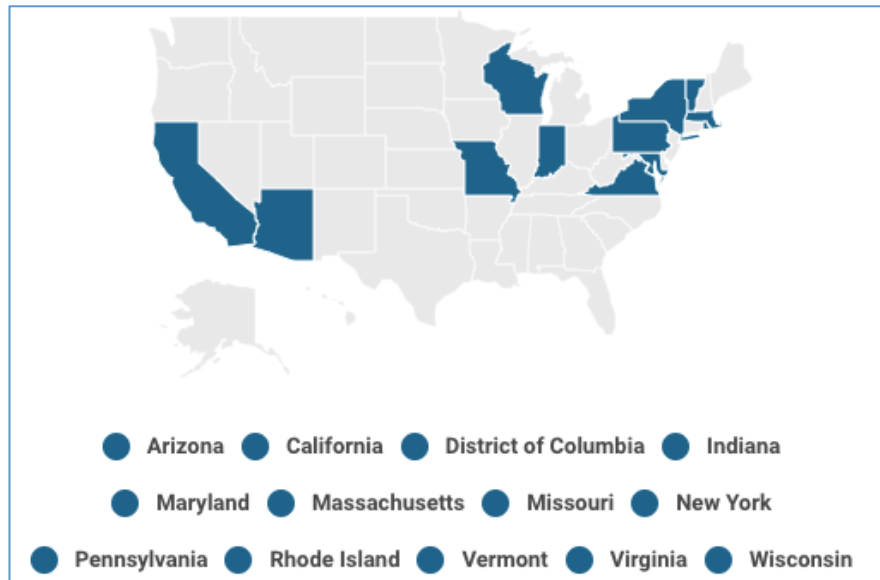 Arizona California District of Columbia Indiana
Maryland Massachusetts Missouri New York
Pennsylvania Rhode Island Vermont Virginia Wisconsin